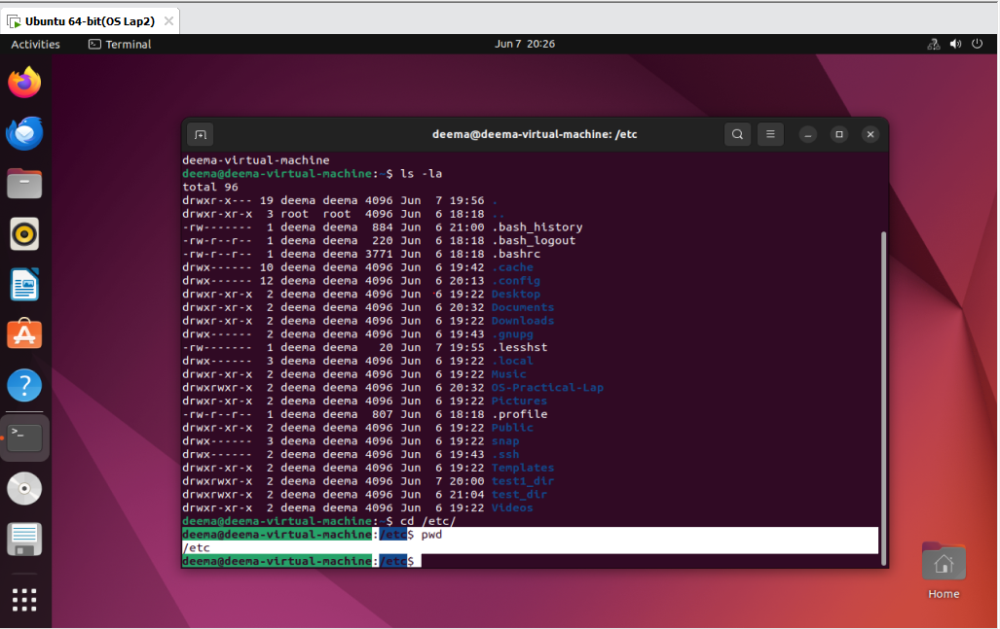 Ubuntu 64-bit(OS Lap2)
Activities
Terminal
Jun 7 20:26
deema@deema-virtual-machine: /etc
deema-virtual-machine
deema@deema-virtual-machine:~$ ls -la
total 96
drwxr-x--- 19 deema deema 4096 Jun  7 19:56 .
drwxr-xr-x  3 root  root  4096 Jun  6 18:18 ..
-rw-------  1 deema deema  884 Jun  6 21:00 .bash_history
-rw-r--r--  1 deema deema  220 Jun  6 18:18 .bash_logout
-rw-r--r--  1 deema deema 3771 Jun  6 18:18 .bashrc
drwx------ 10 deema deema 4096 Jun  6 19:42 .cache
drwx------ 12 deema deema 4096 Jun  6 20:13 .config
drwxr-xr-x  2 deema deema 4096 Jun  6 19:22 Desktop
drwxr-xr-x  2 deema deema 4096 Jun  6 20:32 Documents
drwxr-xr-x  2 deema deema 4096 Jun  6 19:22 Downloads
drwx------  2 deema deema 4096 Jun  6 19:43 .gnupg
-rw-------  1 deema deema   20 Jun  7 19:55 .lesshst
drwx------  3 deema deema 4096 Jun  6 19:22 .local
drwxr-xr-x  2 deema deema 4096 Jun  6 19:22 Music
drwxrwxr-x  2 deema deema 4096 Jun  6 20:32 OS-Practical-Lap
drwxr-xr-x  2 deema deema 4096 Jun  6 19:22 Pictures
-rw-r--r--  1 deema deema  807 Jun  6 18:18 .profile
drwxr-xr-x  2 deema deema 4096 Jun  6 19:22 Public
drwx------  3 deema deema 4096 Jun  6 19:22 snap
drwx------  2 deema deema 4096 Jun  6 19:43 .ssh
drwxr-xr-x  2 deema deema 4096 Jun  6 19:22 Templates
drwxrwxr-x  2 deema deema 4096 Jun  7 20:00 test1_dir
drwxrwxr-x  2 deema deema 4096 Jun  6 21:04 test_dir
drwxr-xr-x  2 deema deema 4096 Jun  6 19:22 Videos
deema@deema-virtual-machine:~$ cd /etc/
deema@deema-virtual-machine:/etc$ pwd
/etc
deema@deema-virtual-machine:/etc$
Home